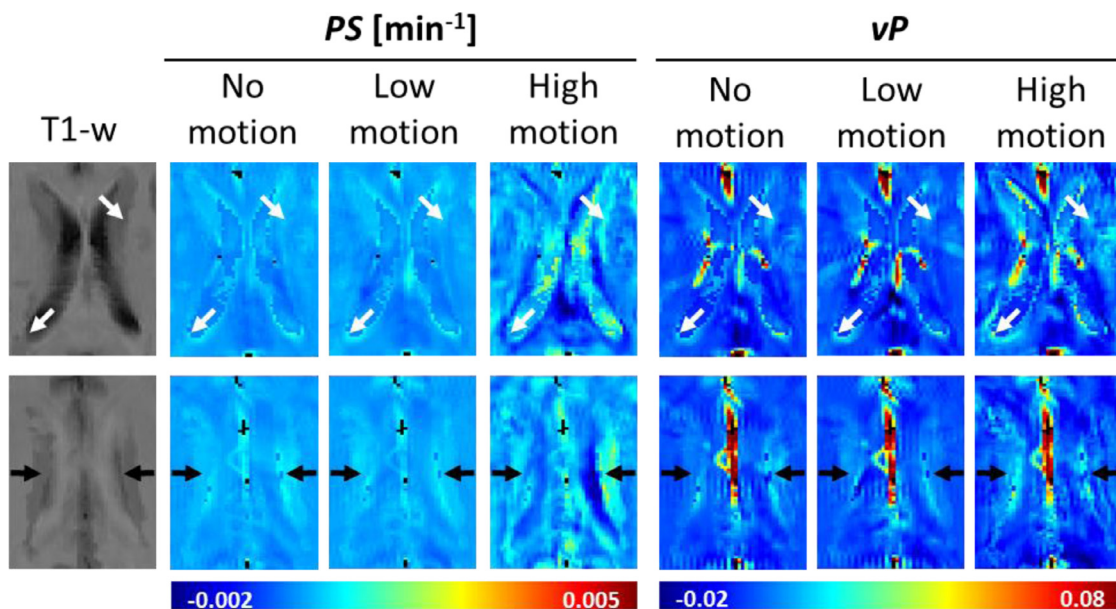 PS [min⁻¹] vP
No Low High No Low High
T1-w motion motion motion motion motion motion
-0.002 0.005 -0.02 0.08